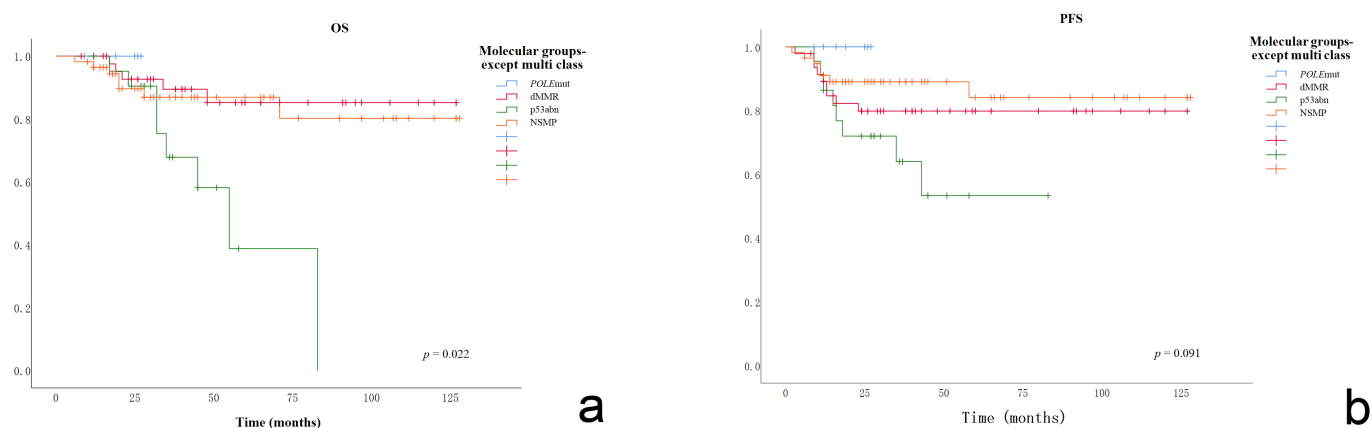 OS
1.0
0.8
0.6
0.4
0.2
0.0
0
25
50
75
100
125
Time (months)
Molecular groups-
except multi class
POLEmut
dMMR
p53abn
NSMP
p = 0.022
a
PFS
1.0
0.8
0.6
0.4
0.2
0.0
0
25
50
75
100
125
Time (months)
Molecular groups-
except multi class
POLEmut
dMMR
p53abn
NSMP
p = 0.091
b